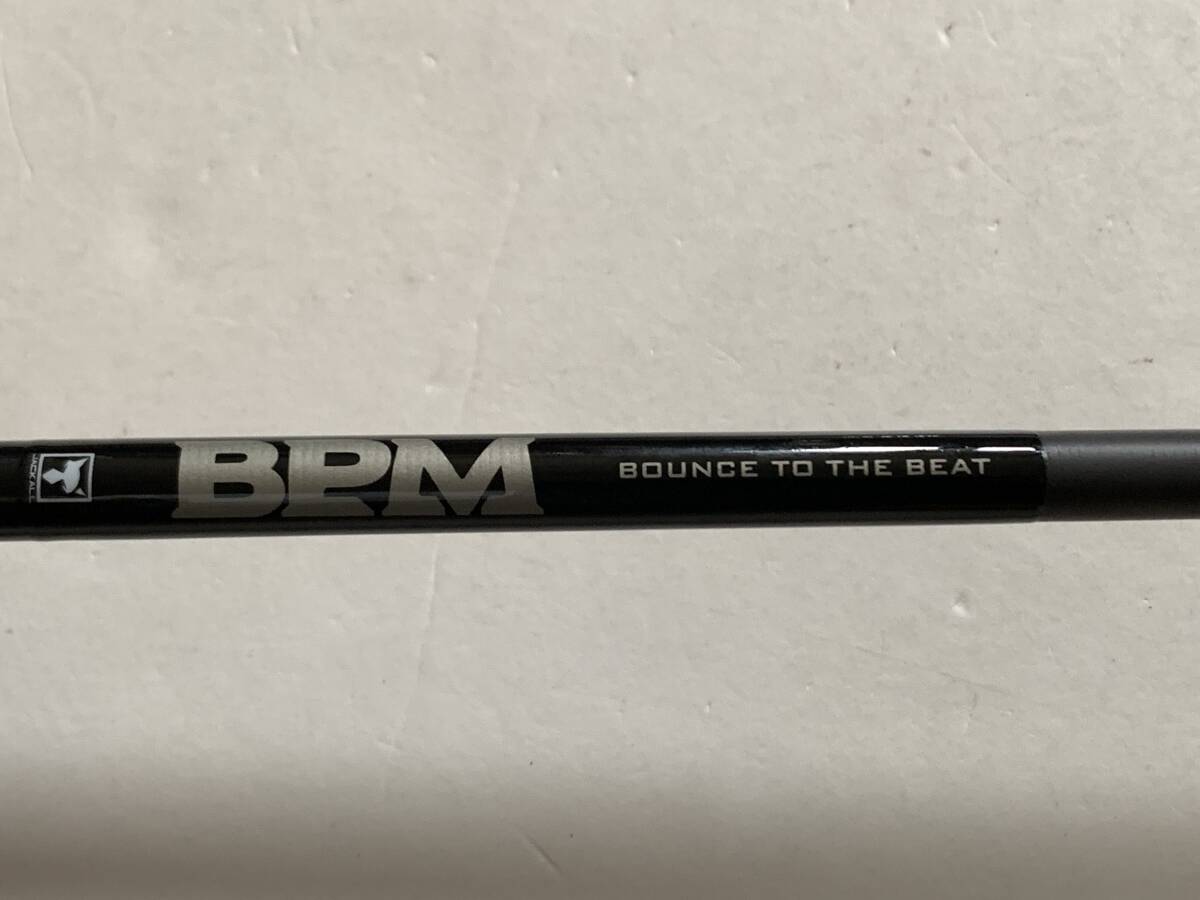 JACKALL
BPM
BOUNCE TO THE BEAT